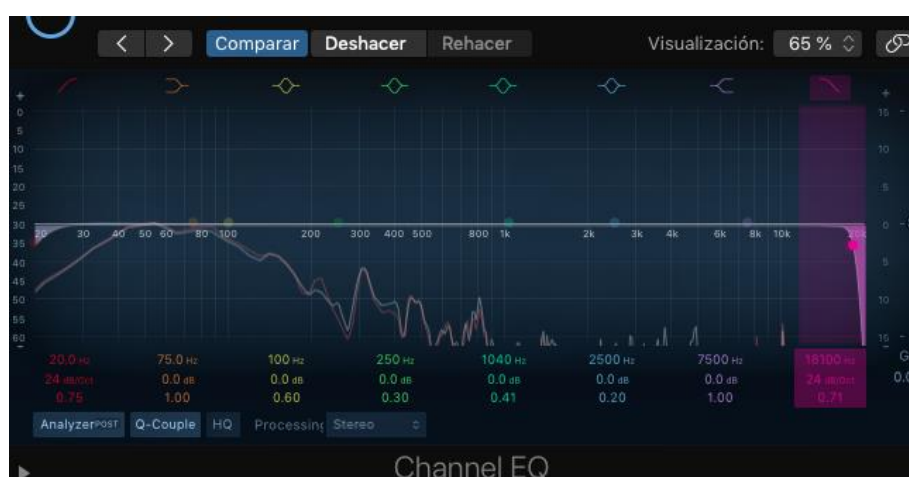 Comparar Deshacer Rehacer Visualización: 65 %
+ +
0 15
5
10 10
15
20 5
25
30 0
20 30 40 50 60 80 100 200 300 400 500 800 1k 2k 3k 4k 6k 8k 10k 20k
35
40 5
45
50 10
55
60 15
- -
20.0 Hz 75.0 Hz 100 Hz 250 Hz 1040 Hz 2500 Hz 7500 Hz 18100 Hz G
24 dB/Oct 0.0 dB 0.0 dB 0.0 dB 0.0 dB 0.0 dB 0.0 dB 24 dB/Oct 0.0
0.75 1.00 0.60 0.30 0.41 0.20 1.00 0.71
Analyzer POST Q-Couple HQ Processing Stereo
Channel EQ